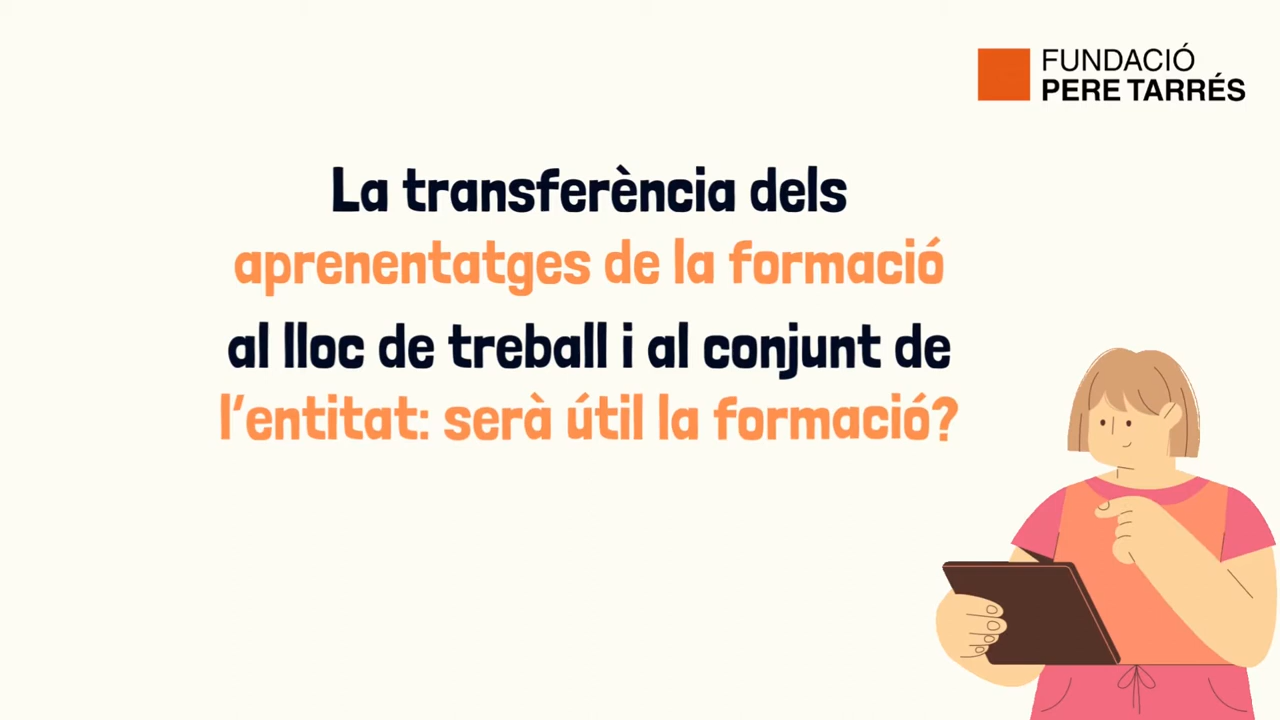 FUNDACIÓ
PERE TARRÉS
La transferència dels
aprenentatges de la formació
al lloc de treball i al conjunt de
l'entitat: serà útil la formació?